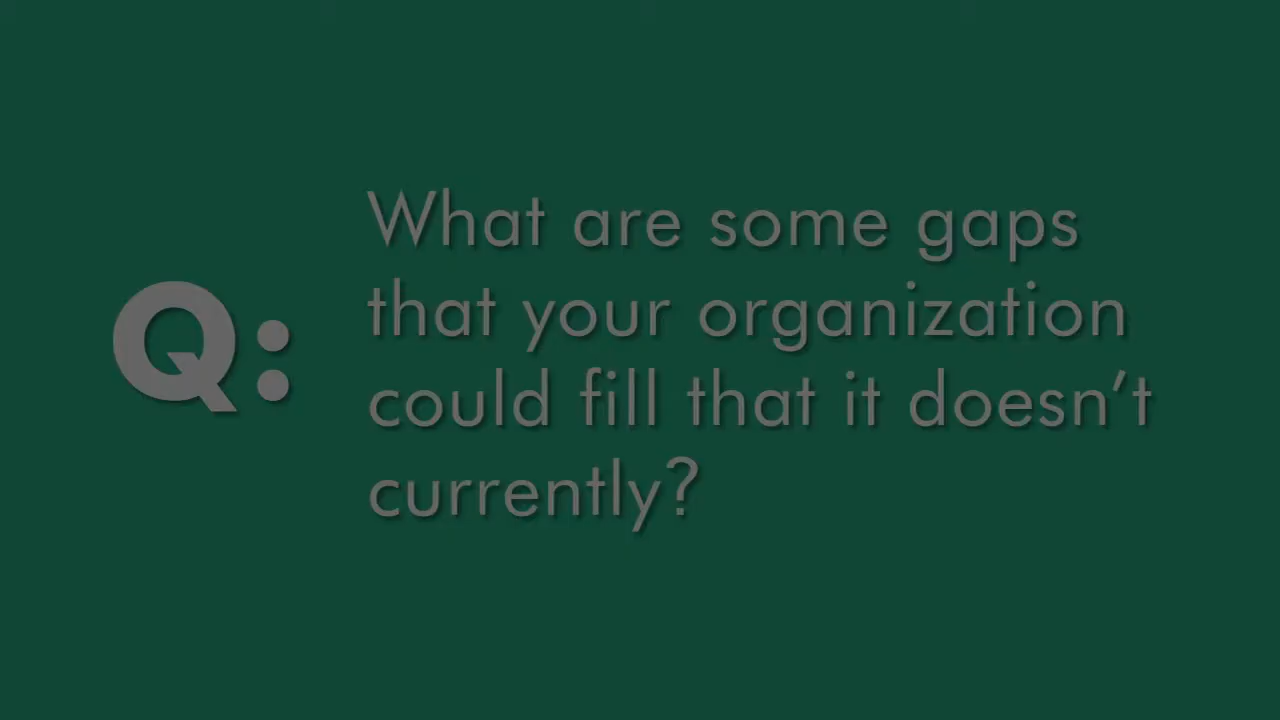 Q:
What are some gaps
that your organization
could fill that it doesn’t
currently?